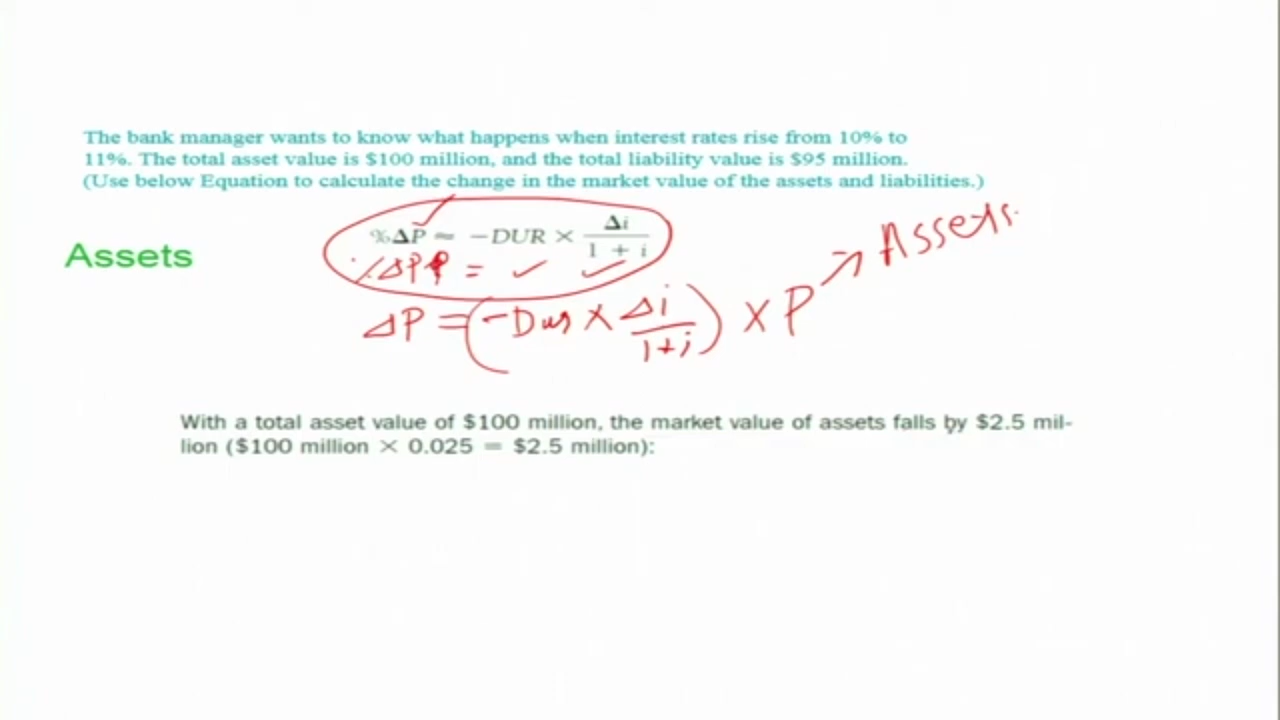 The bank manager wants to know what happens when interest rates rise from 10% to
11%. The total asset value is $100 million, and the total liability value is $95 million.
(Use below Equation to calculate the change in the market value of the assets and liabilities.)
Assets
%ΔP ≈ −DUR × Δi / 1 + i
% ΔP =
ΔP = (−Dur × Δi / 1+i) × P → Assets
With a total asset value of $100 million, the market value of assets falls by $2.5 mil-
lion ($100 million × 0.025 = $2.5 million):